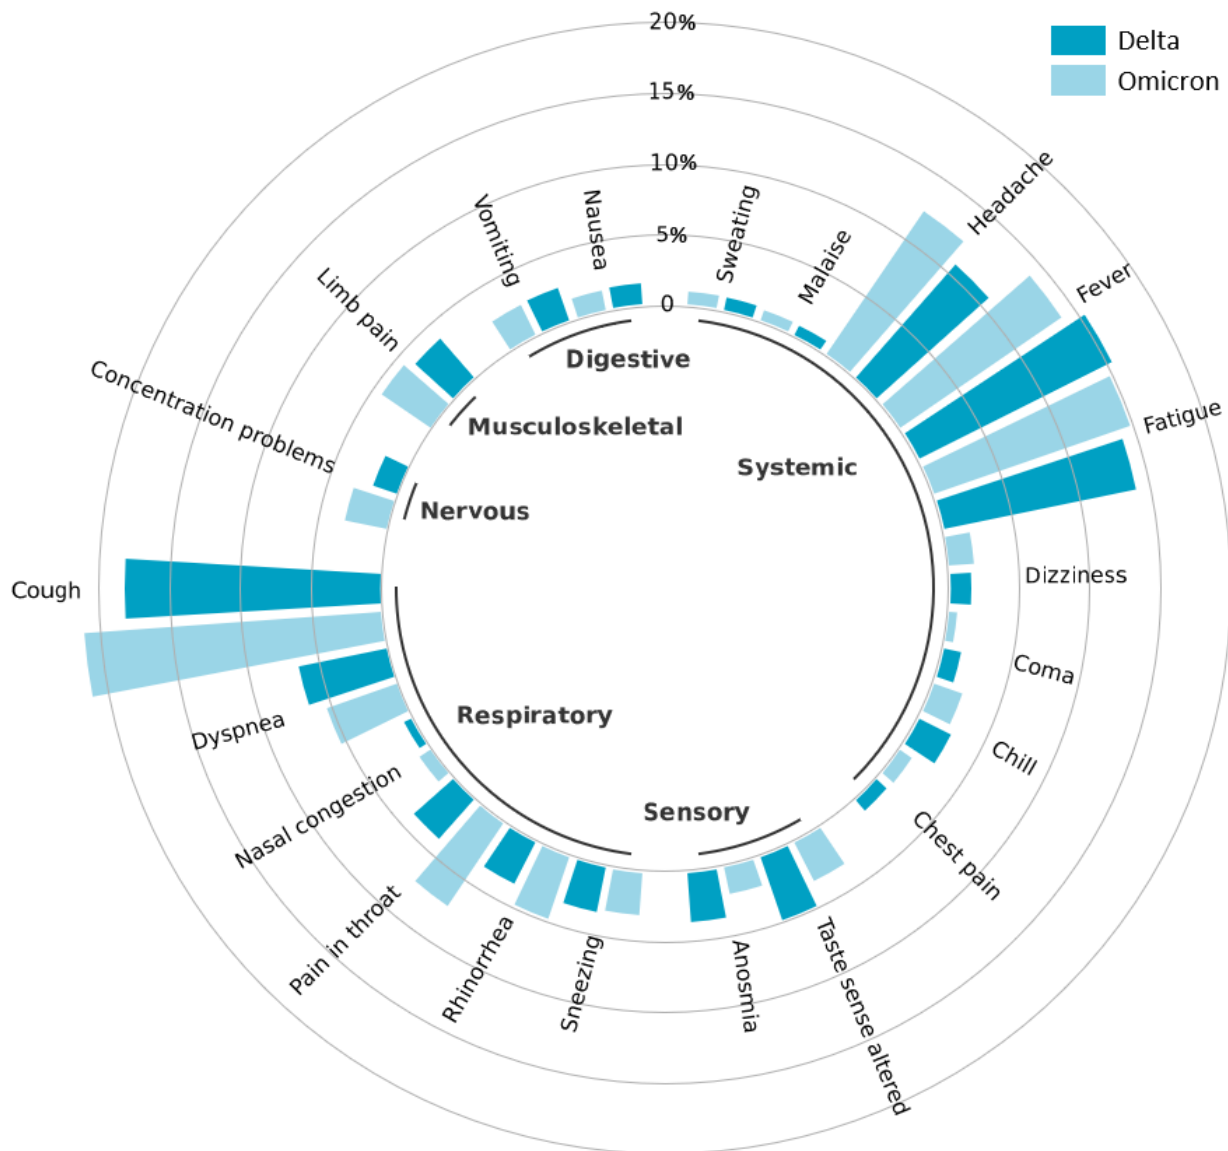 20%
15%
10%
5%
0
Delta
Omicron
Sweating
Malaise
Headache
Fever
Fatigue
Dizziness
Coma
Chill
Chest pain
Taste sense altered
Anosmia
Sneezing
Rhinorrhea
Pain in throat
Nasal congestion
Dyspnea
Cough
Concentration problems
Limb pain
Vomiting
Nausea
Digestive
Musculoskeletal
Nervous
Systemic
Respiratory
Sensory